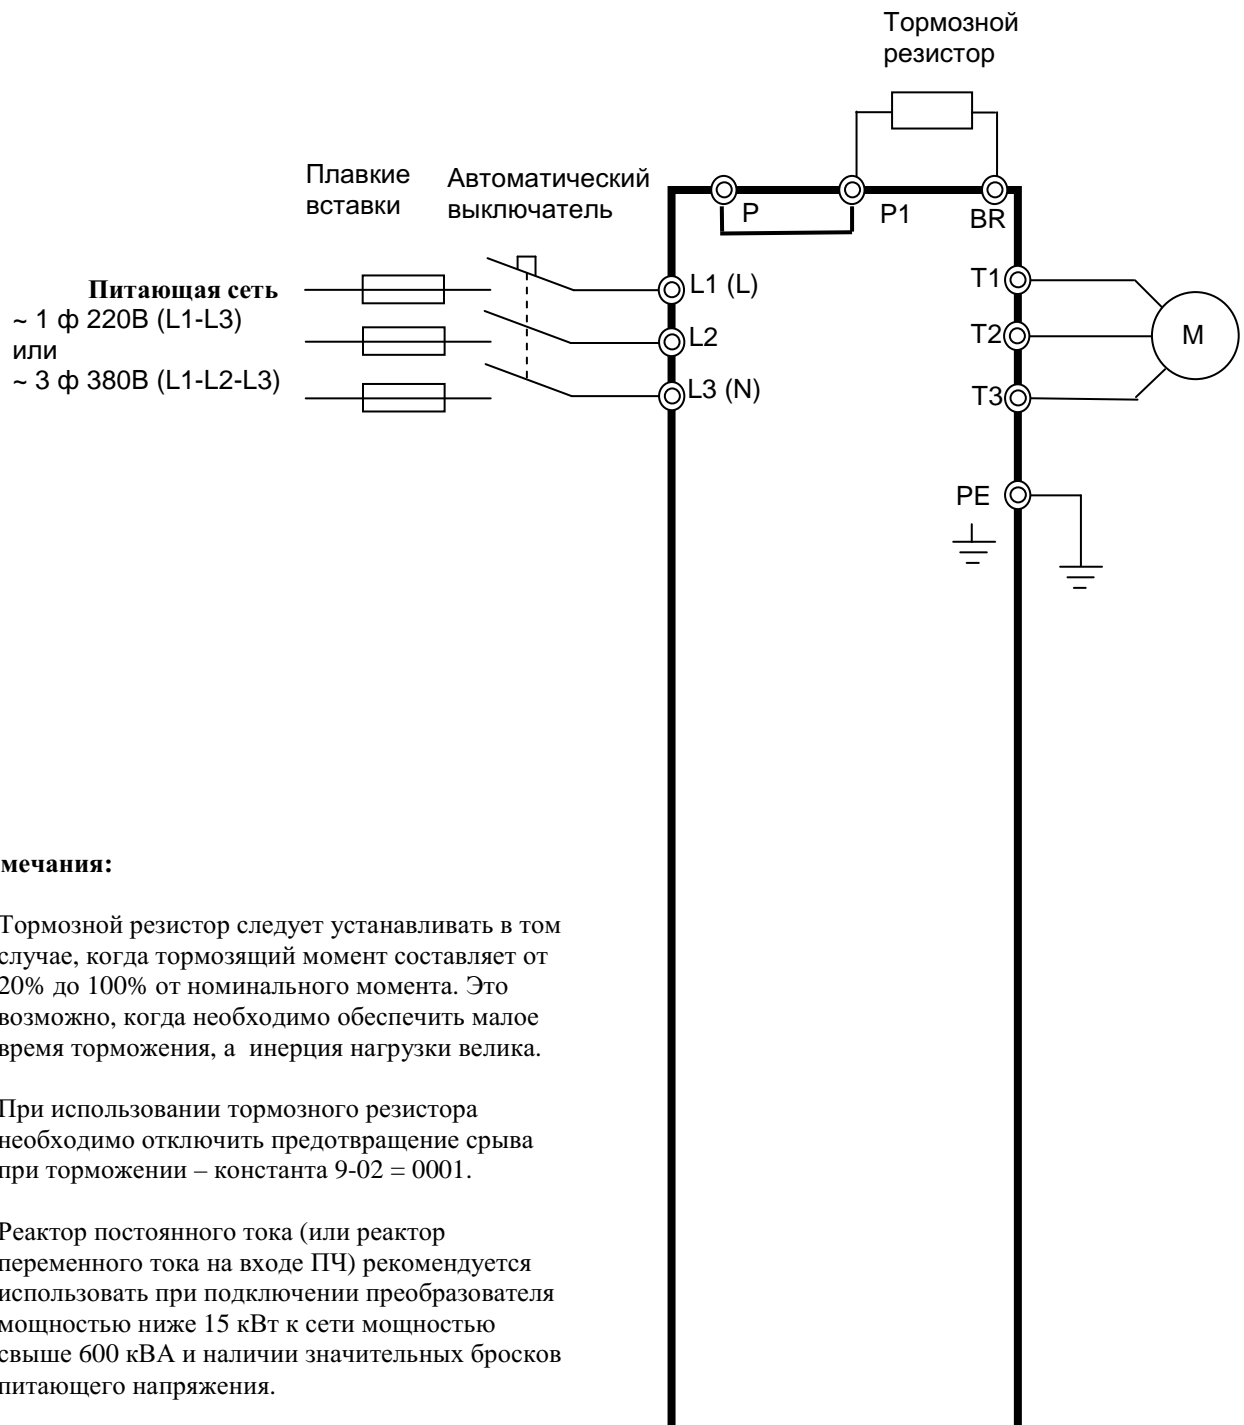 Тормозной
резистор
Плавкие
вставки
Автоматический
выключатель
P
P1
BR
Питающая сеть
~ 1 ф 220В (L1-L3)
или
~ 3 ф 380В (L1-L2-L3)
L1 (L)
L2
L3 (N)
T1
T2
T3
M
PE
мечания:
Тормозной резистор следует устанавливать в том
случае, когда тормозящий момент составляет от
20% до 100% от номинального момента. Это
возможно, когда необходимо обеспечить малое
время торможения, а инерция нагрузки велика.
При использовании тормозного резистора
необходимо отключить предотвращение срыва
при торможении – константа 9-02 = 0001.
Реактор постоянного тока (или реактор
переменного тока на входе ПЧ) рекомендуется
использовать при подключении преобразователя
мощностью ниже 15 кВт к сети мощностью
свыше 600 кВА и наличии значительных бросков
питающего напряжения.